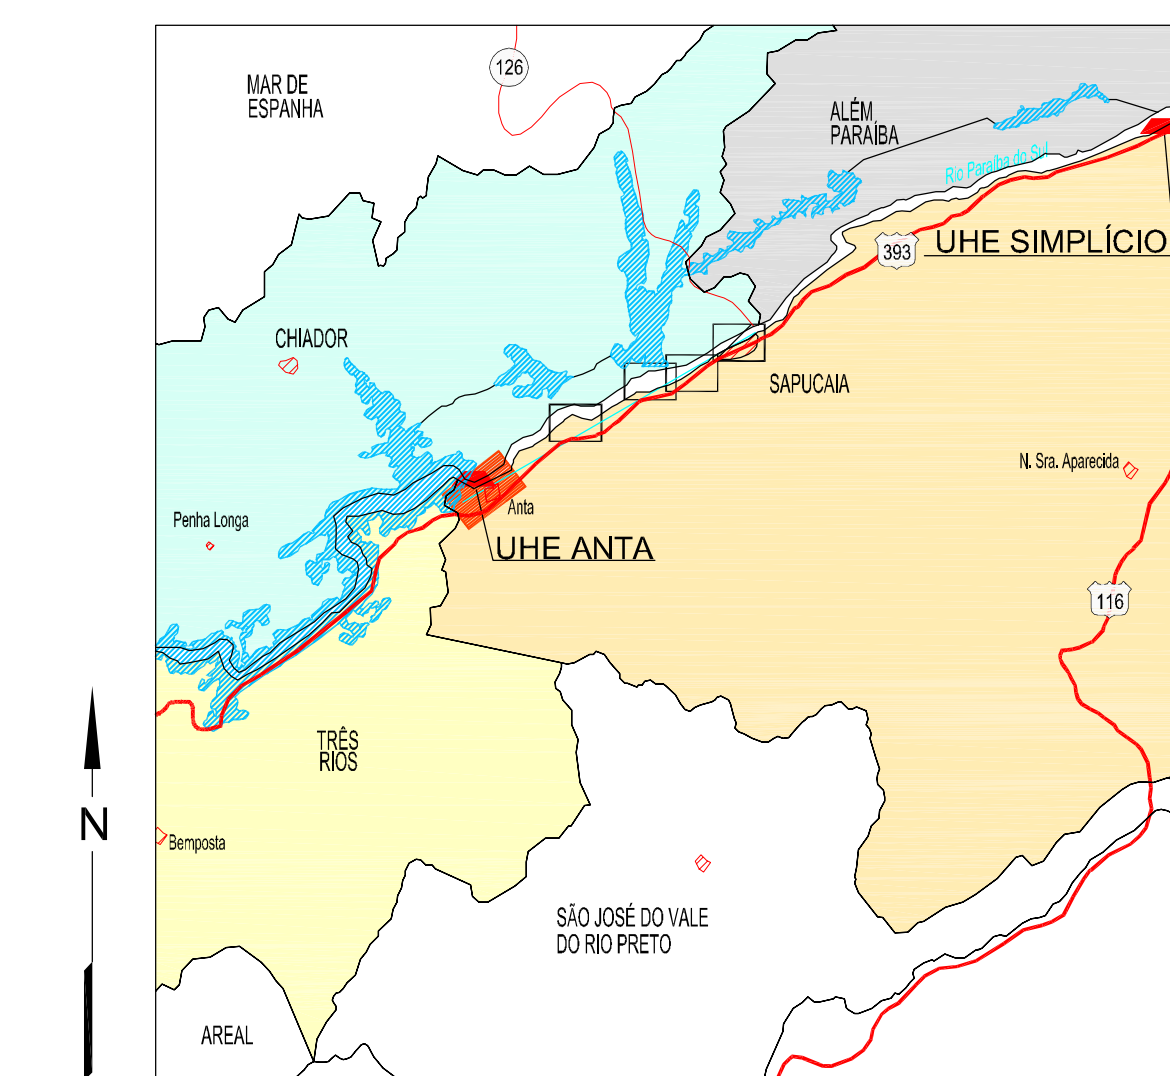 126
MAR DE
ESPANHA
ALÉM
PARAÍBA
Rio Paraíba do Sul
393
UHE SIMPLÍCIO
CHIADOR
SAPUCAIA
N. Sra. Aparecida
Anta
Penha Longa
UHE ANTA
116
TRÊS
RIOS
N
Bemposta
SÃO JOSÉ DO VALE
DO RIO PRETO
AREAL